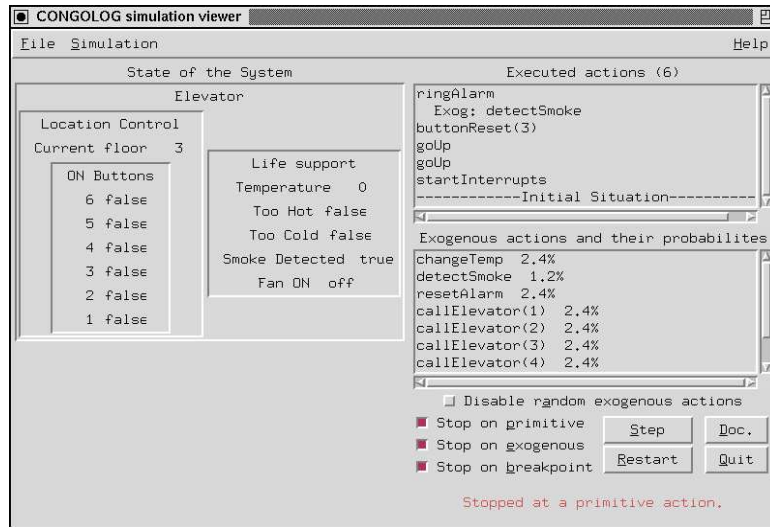 CONGOLOG simulation viewer
File Simulation Help
State of the System
Elevator
Location Control
Current floor 3
ON Buttons
6 false
5 false
4 false
3 false
2 false
1 false
Life support
Temperature 0
Too Hot false
Too Cold false
Smoke Detected true
Fan ON off
Executed actions (6)
ringAlarm
Exog: detectSmoke
buttonReset(3)
goUp
goUp
startInterrupts
------------Initial Situation----------
Exogenous actions and their probabilites
changeTemp 2.4%
detectSmoke 1.2%
resetAlarm 2.4%
callElevator(1) 2.4%
callElevator(2) 2.4%
callElevator(3) 2.4%
callElevator(4) 2.4%
Disable random exogenous actions
Stop on primitive
Stop on exogenous
Stop on breakpoint
Step
Doc.
Restart
Quit
Stopped at a primitive action.